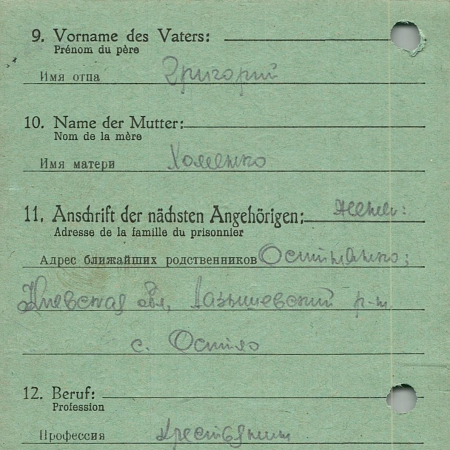 9. Vorname des Vaters:
Prénom du père
Имя отца Григорий
10. Name der Mutter:
Nom de la mère
Имя матери Хоменко
11. Anschrift der nächsten Angehörigen:
Adresse de la famille du prisonnier
Адрес ближайших родственников
Киевская обл, р-н
с.
12. Beruf:
Profession
Профессия крестьянин